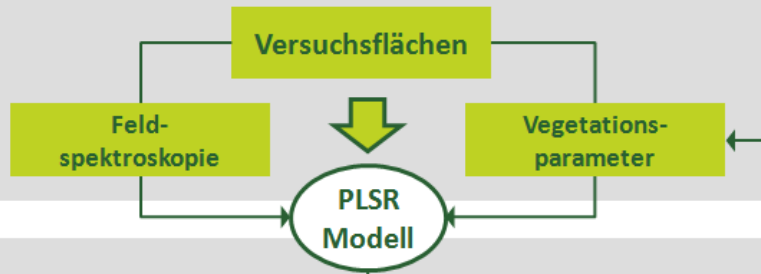 Versuchsflächen
Feld-
spektroskopie
Vegetations-
parameter
PLSR
Modell